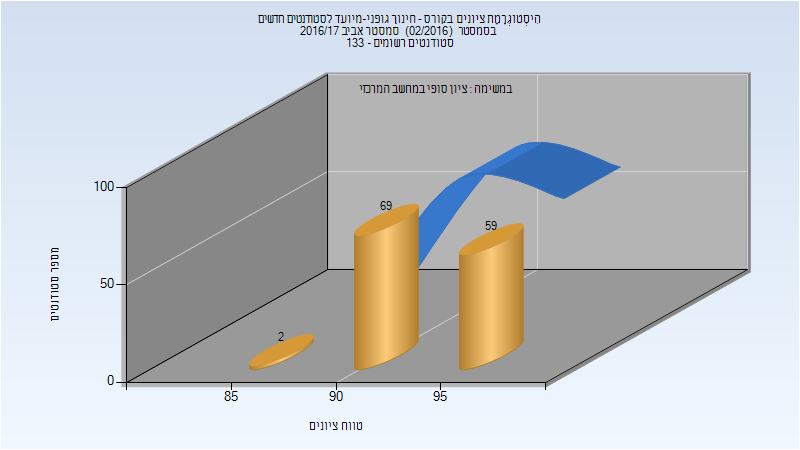 היסטוגרמת ציונים בקורס - חינוך גופני-מיועד לסטודנטים חדשים
בסמסטר (02/2016) סמסטר אביב 2016/17
סטודנטים רשומים - 133
במשימה : ציון סופי במחשב המרכזי
100
50
0
מספר סטודנטים
2
69
59
85
90
95
טווח ציונים